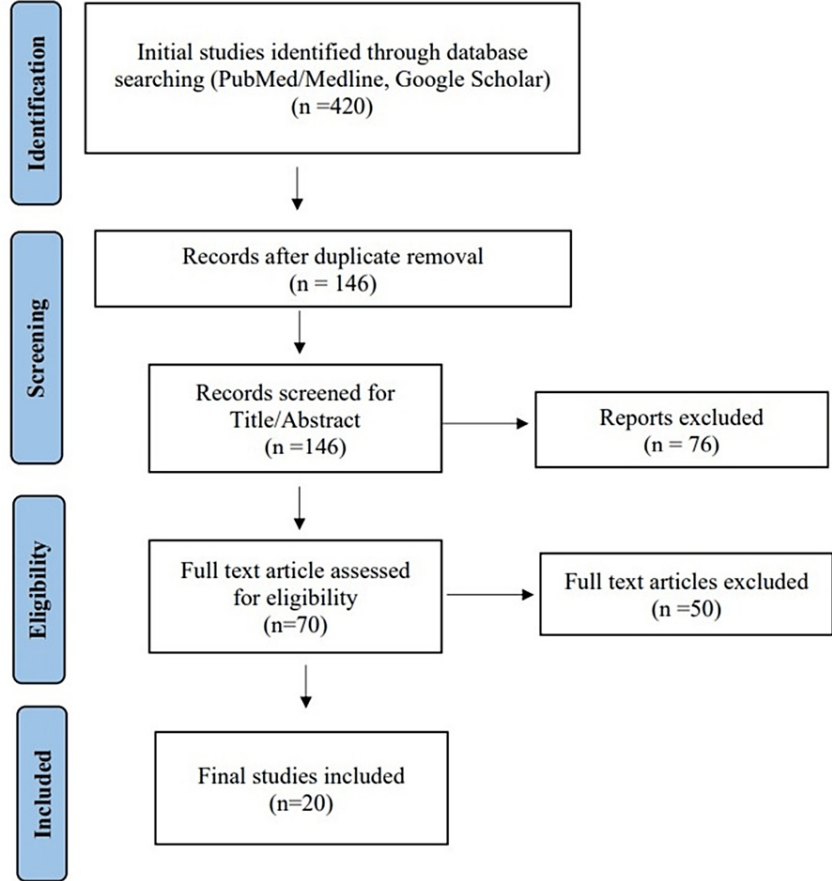 Identification
Initial studies identified through database
searching (PubMed/Medline, Google Scholar)
(n =420)
Screening
Records after duplicate removal
(n = 146)
Records screened for
Title/Abstract
(n =146)
Reports excluded
(n = 76)
Eligibility
Full text article assessed
for eligibility
(n=70)
Full text articles excluded
(n =50)
Included
Final studies included
(n=20)